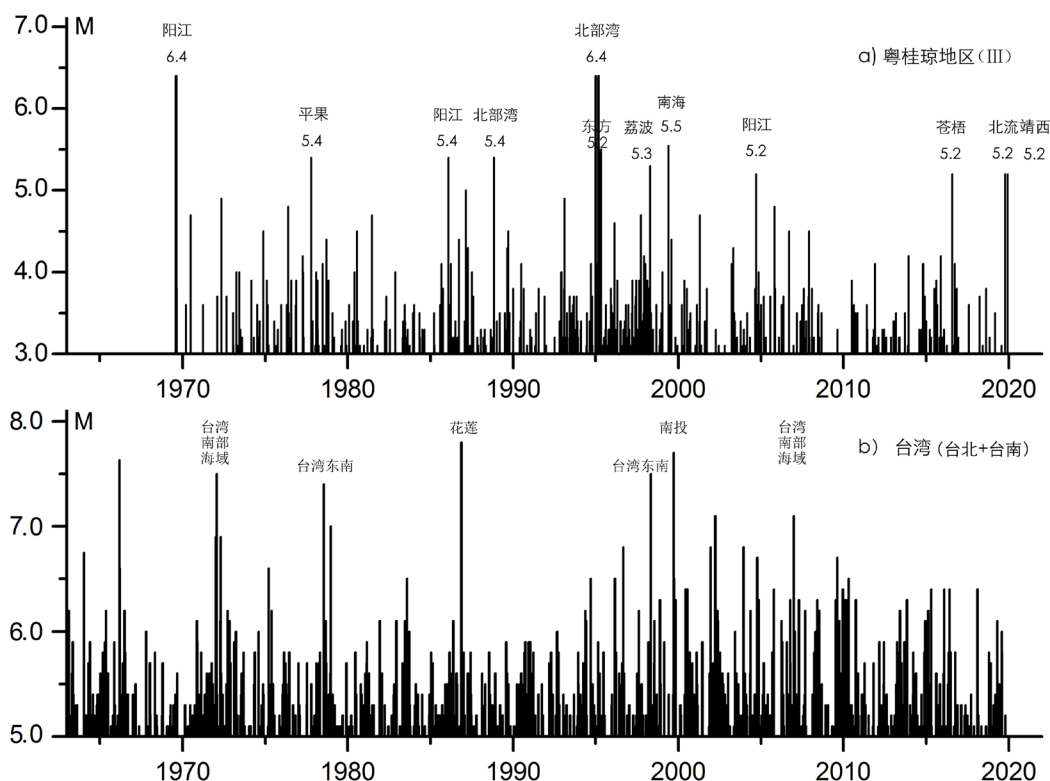 7.0
M
阳江
6.4
北部湾
6.4
a) 粤桂琼地区(Ⅲ)
6.0
平果
5.4
阳江
5.4
北部湾
5.4
东方
5.2
荔波
5.3
南海
5.5
阳江
5.2
苍梧
5.2
北流
5.2
靖西
5.2
5.0
4.0
3.0
1970 1980 1990 2000 2010 2020
8.0
M
台湾
南部
海域
台湾东南
花莲
台湾东南
南投
台湾
南部
海域
b) 台湾(台北+台南)
7.0
6.0
5.0
1970 1980 1990 2000 2010 2020